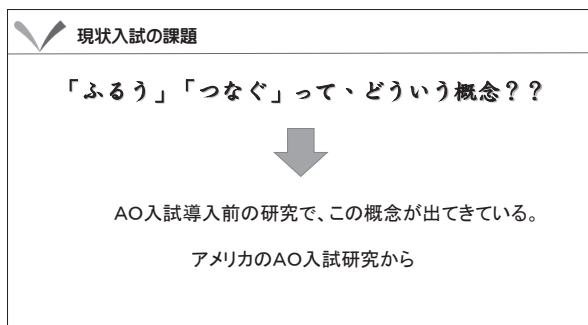 現状入試の課題
「ふるう」「つなぐ」って、どういう概念??
AO入試導入前の研究で、この概念が出てきている。
アメリカのAO入試研究から